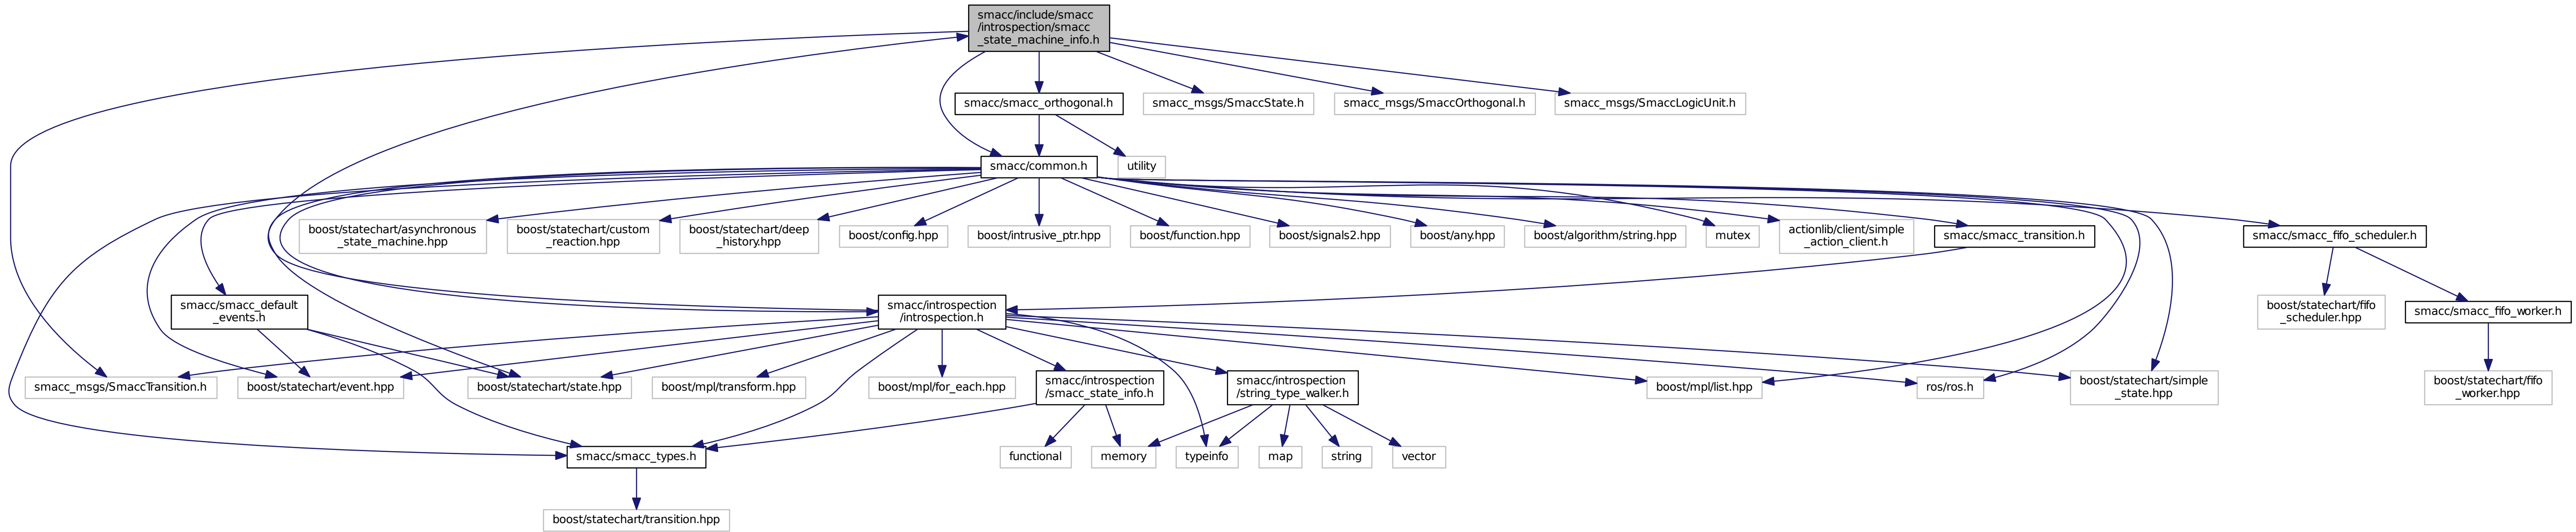 smacc/include/smacc
/introspection/smacc
_state_machine_info.h
smacc/smacc_orthogonal.h
smacc_msgs/SmaccState.h
smacc_msgs/SmaccOrthogonal.h
smacc_msgs/SmaccLogicUnit.h
smacc/common.h
utility
boost/statechart/asynchronous
_state_machine.hpp
boost/statechart/custom
_reaction.hpp
boost/statechart/deep
_history.hpp
boost/config.hpp
boost/intrusive_ptr.hpp
boost/function.hpp
boost/signals2.hpp
boost/any.hpp
boost/algorithm/string.hpp
mutex
actionlib/client/simple
_action_client.h
smacc/smacc_transition.h
smacc/smacc_fifo_scheduler.h
smacc/smacc_default
_events.h
smacc/introspection
/introspection.h
boost/statechart/fifo
_scheduler.hpp
smacc/smacc_fifo_worker.h
smacc_msgs/SmaccTransition.h
boost/statechart/event.hpp
boost/statechart/state.hpp
boost/mpl/transform.hpp
boost/mpl/for_each.hpp
smacc/introspection
/smacc_state_info.h
smacc/introspection
/string_type_walker.h
boost/mpl/list.hpp
ros/ros.h
boost/statechart/simple
_state.hpp
boost/statechart/fifo
_worker.hpp
smacc/smacc_types.h
functional
memory
typeinfo
map
string
vector
boost/statechart/transition.hpp